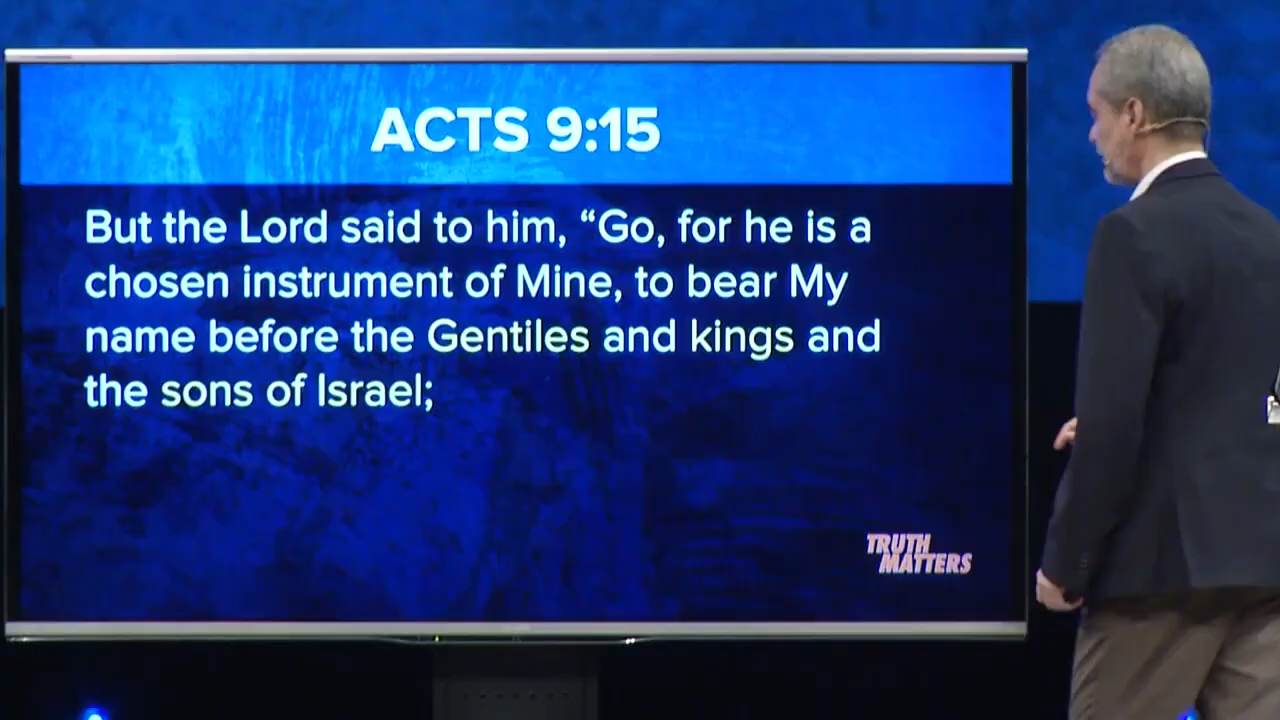 ACTS 9:15
But the Lord said to him, “Go, for he is a
chosen instrument of Mine, to bear My
name before the Gentiles and kings and
the sons of Israel;
TRUTH
MATTERS